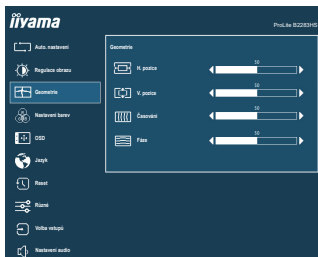 iiyama
ProLite B2283HS
Auto. nastavení
Regulace obrazu
Geometrie
Nastavení barev
OSD
Jazyk
Reset
Různé
Volba vstupů
Nastavení audio
Geometrie
H. pozice
50
V. pozice
50
Časování
50
Fáze
50